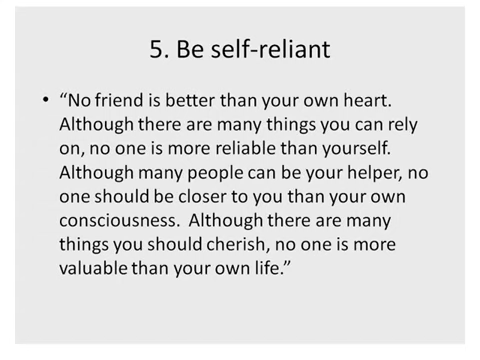 5. Be self-reliant
• “No friend is better than your own heart.
Although there are many things you can rely
on, no one is more reliable than yourself.
Although many people can be your helper, no
one should be closer to you than your own
consciousness.  Although there are many
things you should cherish, no one is more
valuable than your own life.”